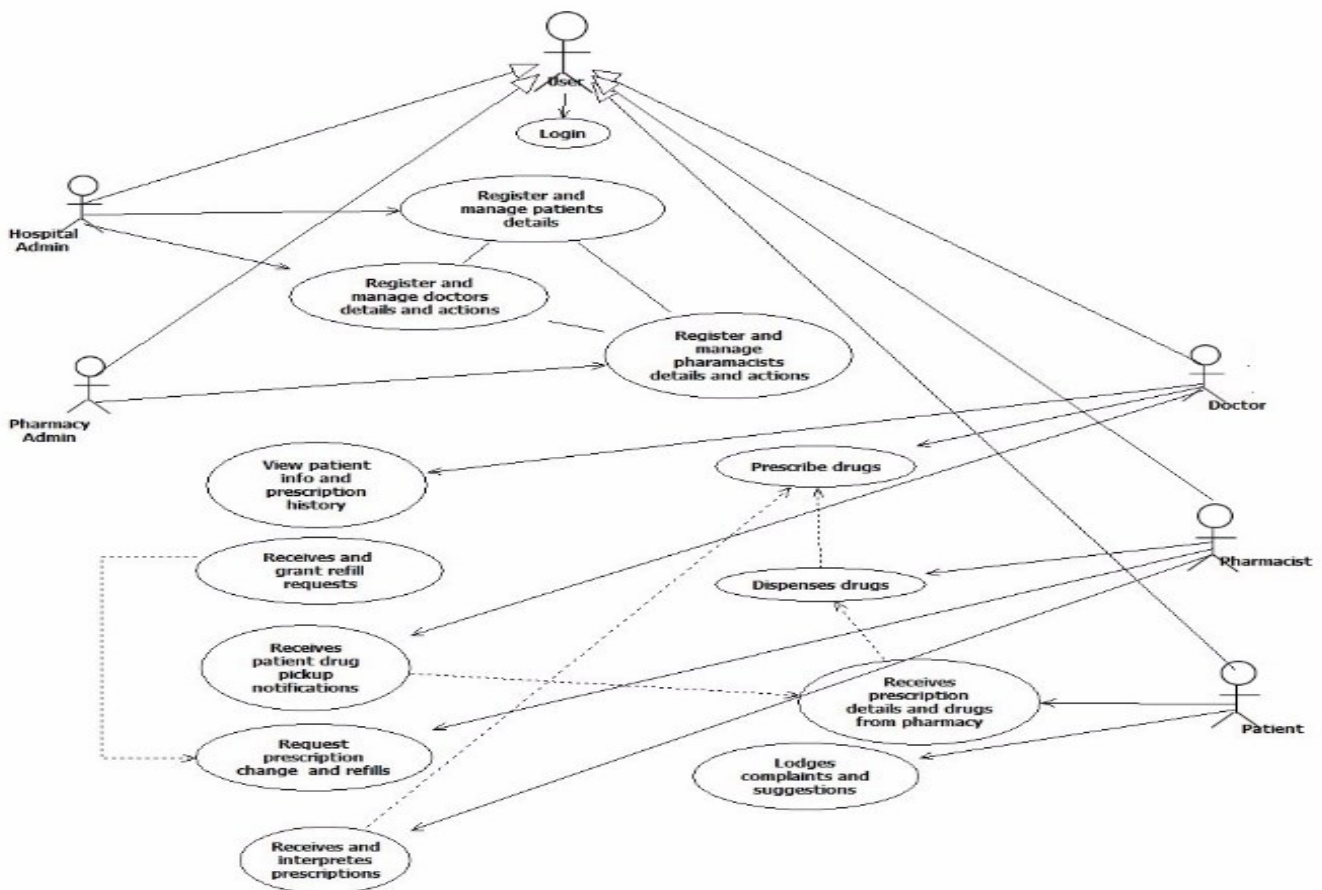 User
Login
Register and
manage patients
details
Hospital
Admin
Register and
manage doctors
details and actions
Register and
manage
pharamacists
details and actions
Pharmacy
Admin
Doctor
View patient
info and
prescription
history
Prescribe drugs
Receives and
grant refill
requests
Dispenses drugs
Pharmacist
Receives
patient drug
pickup
notifications
Receives
prescription
details and drugs
from pharmacy
Patient
Request
prescription
change and refills
Lodges
complaints and
suggestions
Receives and
interpretes
prescriptions